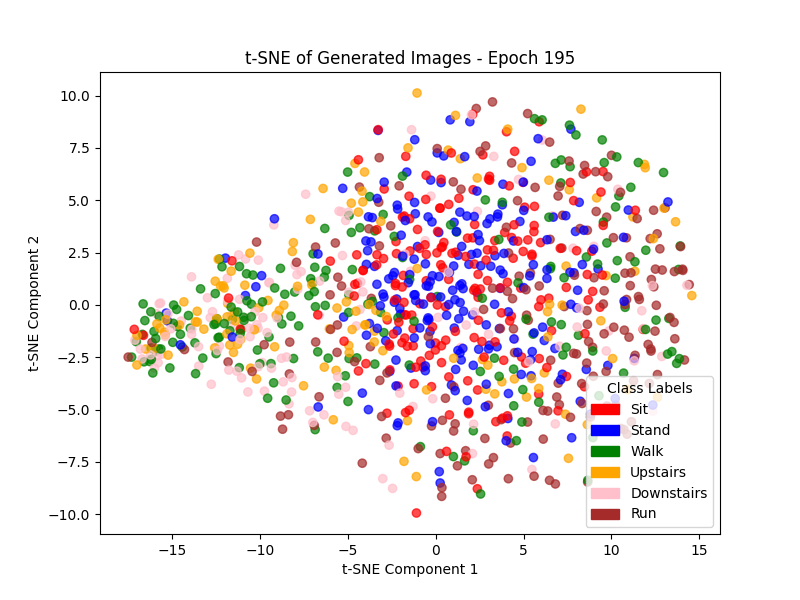 t-SNE of Generated Images - Epoch 195
t-SNE Component 2
10.0
7.5
5.0
2.5
0.0
−2.5
−5.0
−7.5
−10.0
Class Labels
Sit
Stand
Walk
Upstairs
Downstairs
Run
−15
−10
−5
0
5
10
15
t-SNE Component 1